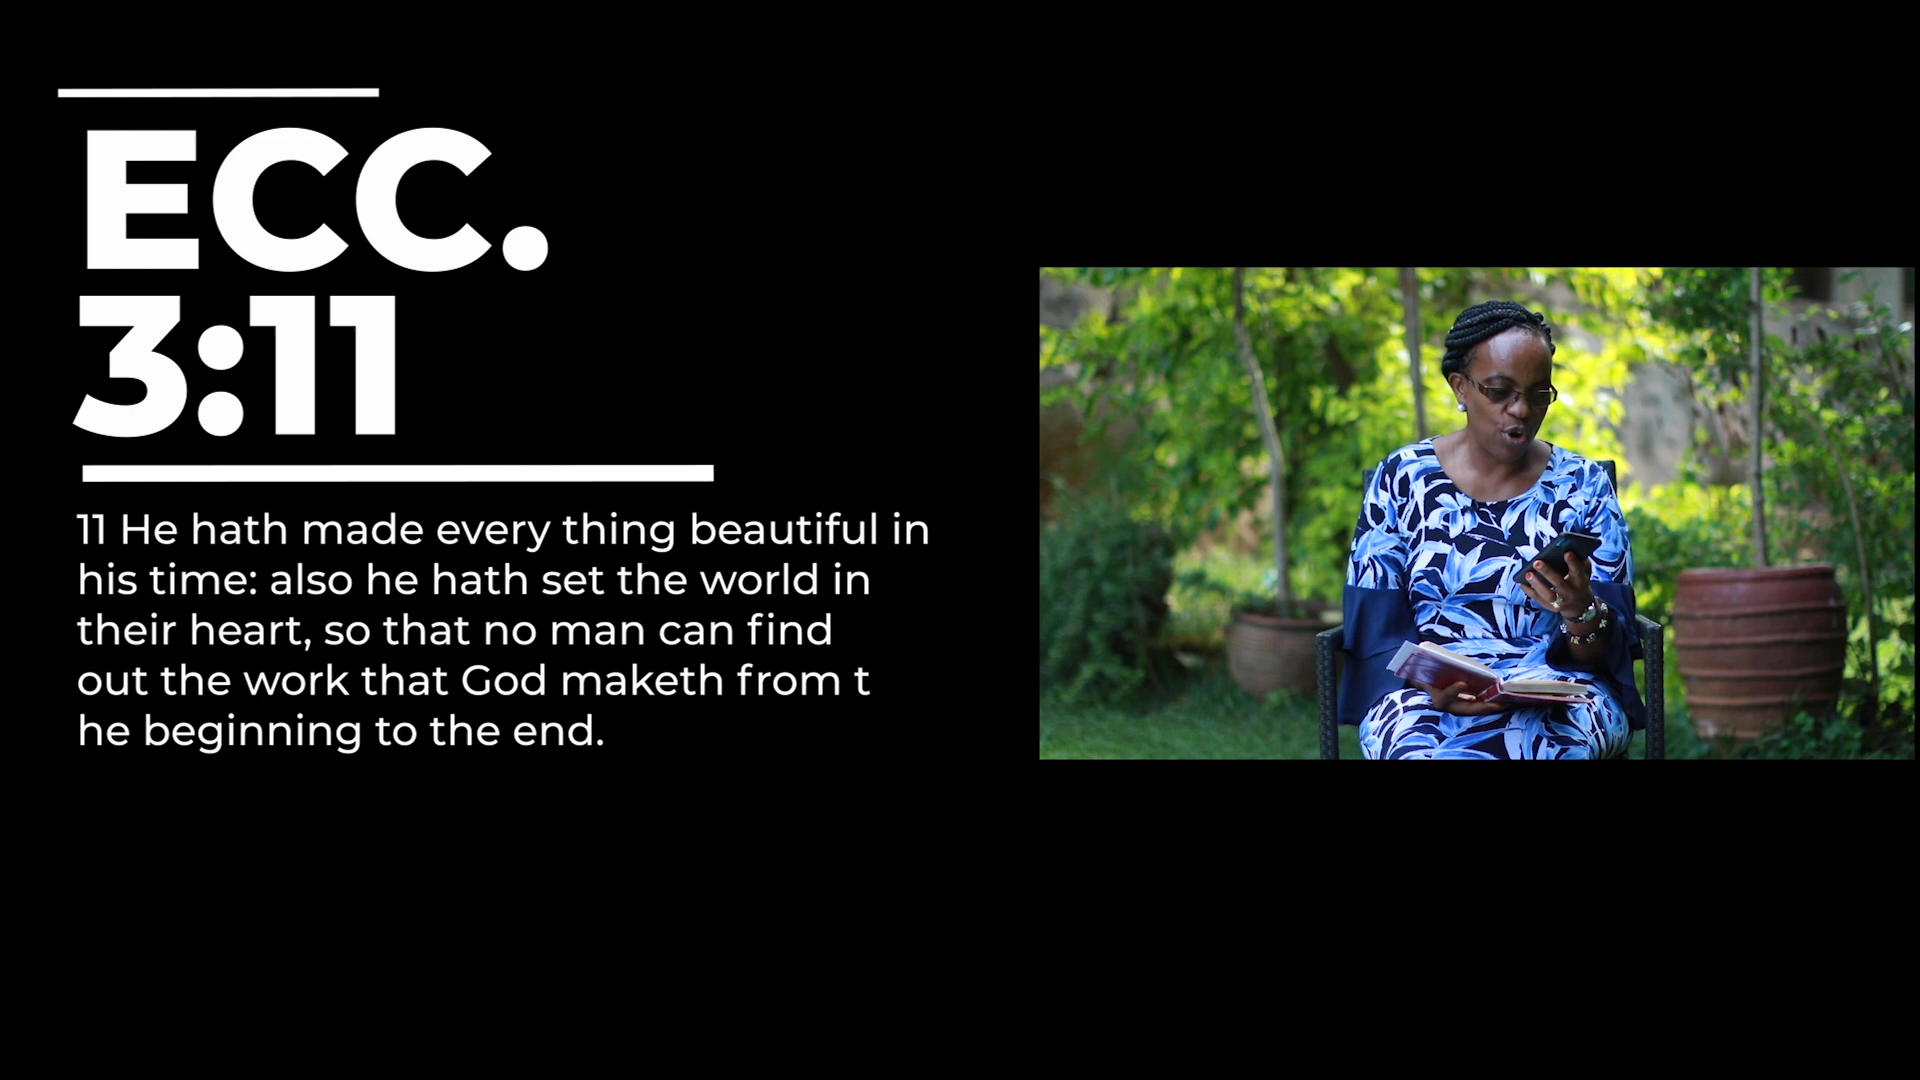 ECC.
3:11
11 He hath made every thing beautiful in
his time: also he hath set the world in
their heart, so that no man can find
out the work that God maketh from t
he beginning to the end.